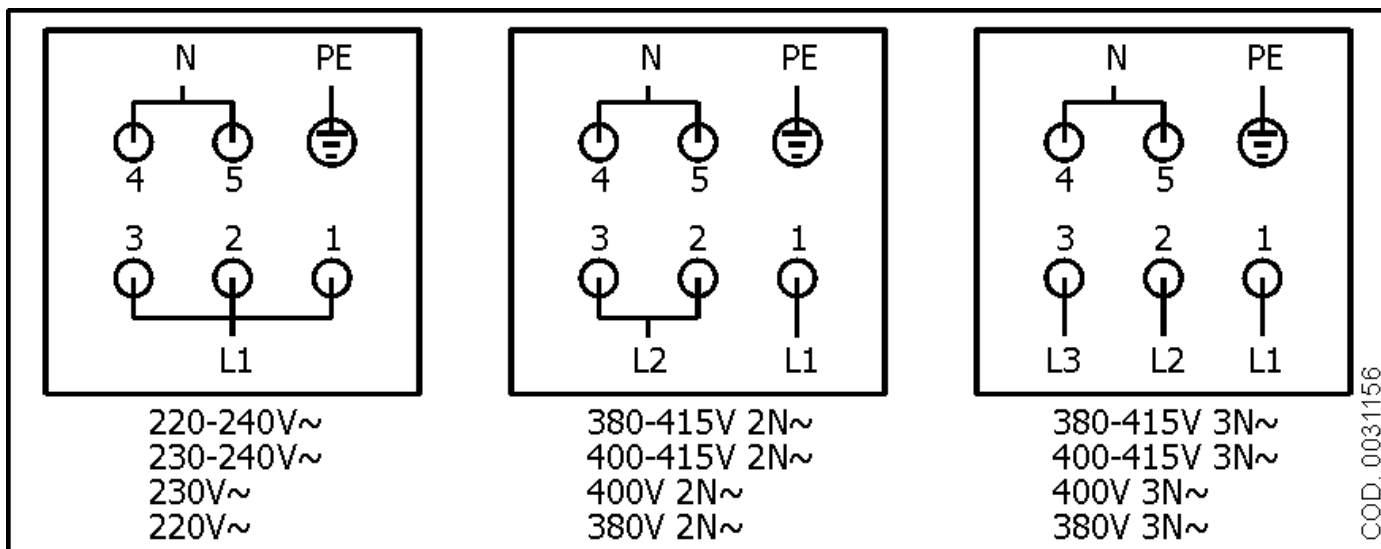 N PE
4 5
3 2 1
L1
220-240V~
230-240V~
230V~
220V~
N PE
4 5
3 2 1
L2 L1
380-415V 2N~
400-415V 2N~
400V 2N~
380V 2N~
N PE
4 5
3 2 1
L3 L2 L1
380-415V 3N~
400-415V 3N~
400V 3N~
380V 3N~
COD. 0031156